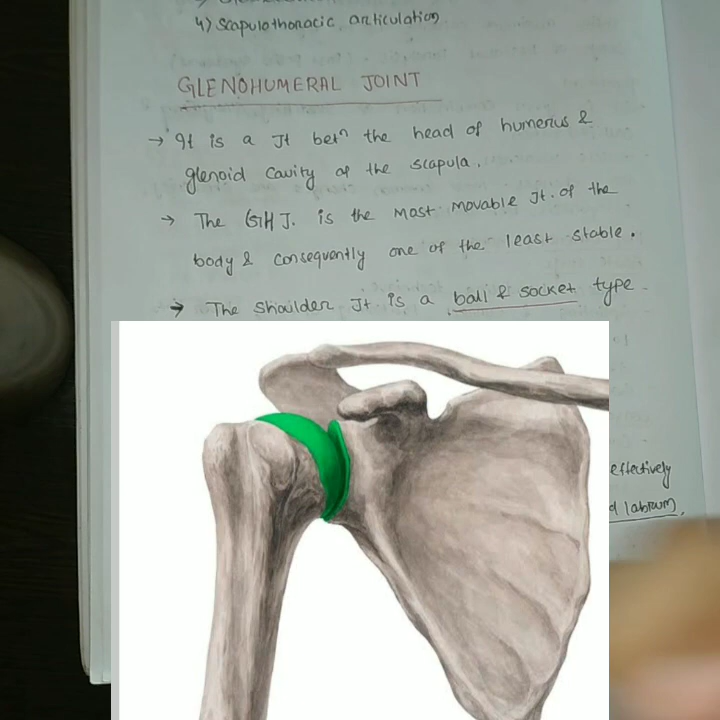 4) Scapulothoracic articulation
GLENOHUMERAL JOINT
→ It is a Jt betn the head of humerus &
glenoid cavity of the scapula.
→ The GHJ. is the most movable Jt. of the
body & consequently one of the least stable.
→ The shoulder Jt is a ball & socket type
effectively
d labrum,